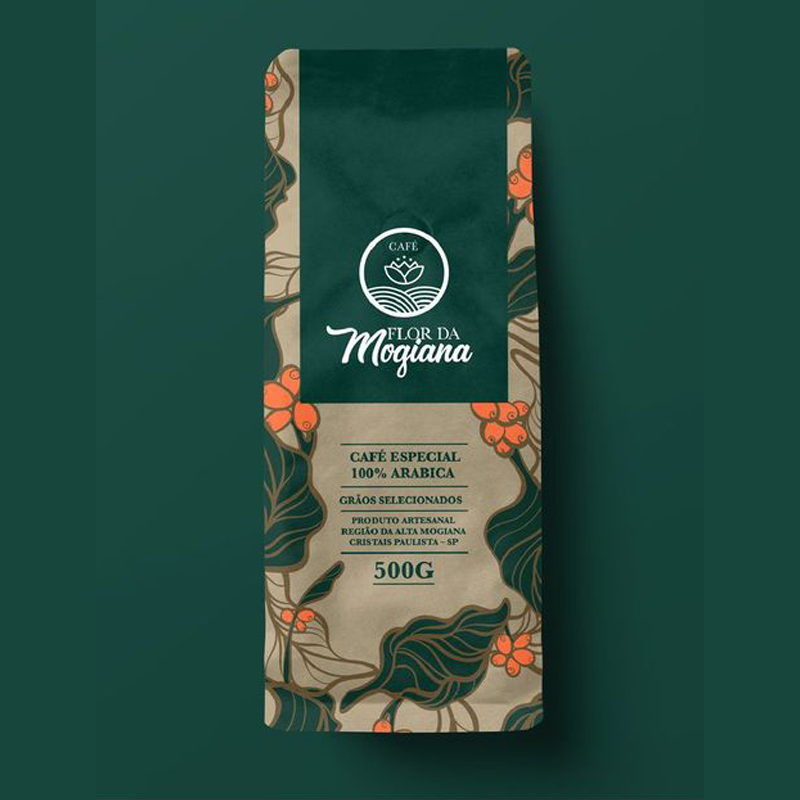 CAFÉ
FLOR DA
Mogiana
CAFÉ ESPECIAL
100% ARABICA
GRÃOS SELECIONADOS
PRODUTO ARTESANAL
REGIÃO DA ALTA MOGIANA
CRISTAIS PAULISTA – SP
500G